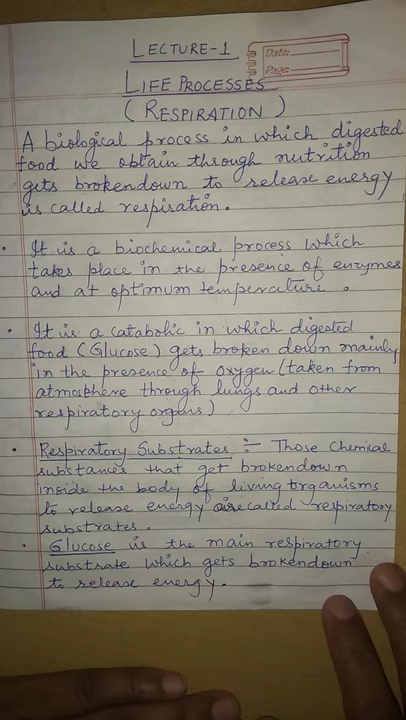 LECTURE-1
Date:
Page:
LIFE PROCESSES
(RESPIRATION)
A biological process in which digested
food we obtain through nutrition
gets brokendown to release energy
is called respiration.
• It is a biochemical process which
takes place in the presence of enzymes
and at optimum temperature.
• It is a catabolic in which digested
food (Glucose) gets broken down mainly
in the presence of oxygen (taken from
atmosphere through lungs and other
respiratory organs)
• Respiratory Substrates :- Those Chemial
substances that get brokendown
inside the body of living organisms
to release energy are called respiratory
substrates.
• Glucose is the main respiratory
substrate which gets brokendown
to release energy.